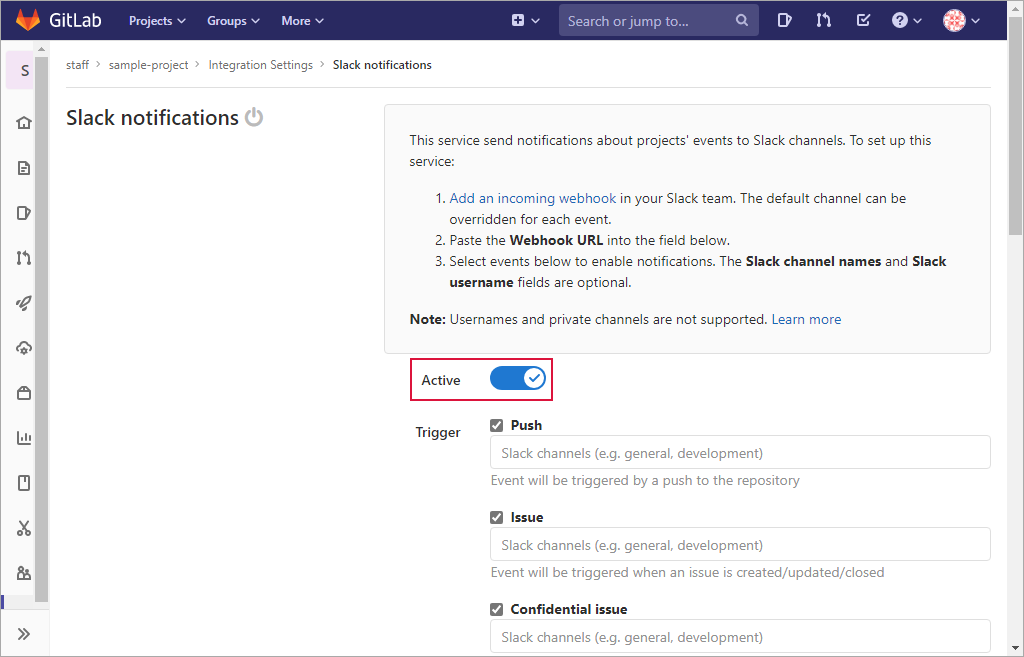 GitLab Projects Groups More Search or jump to...
S
staff > sample-project > Integration Settings > Slack notifications
Slack notifications
This service send notifications about projects' events to Slack channels. To set up this
service:
1. Add an incoming webhook in your Slack team. The default channel can be
overridden for each event.
2. Paste the Webhook URL into the field below.
3. Select events below to enable notifications. The Slack channel names and Slack
username fields are optional.
Note: Usernames and private channels are not supported. Learn more
Active
Trigger
Push
Slack channels (e.g. general, development)
Event will be triggered by a push to the repository
Issue
Slack channels (e.g. general, development)
Event will be triggered when an issue is created/updated/closed
Confidential issue
Slack channels (e.g. general, development)